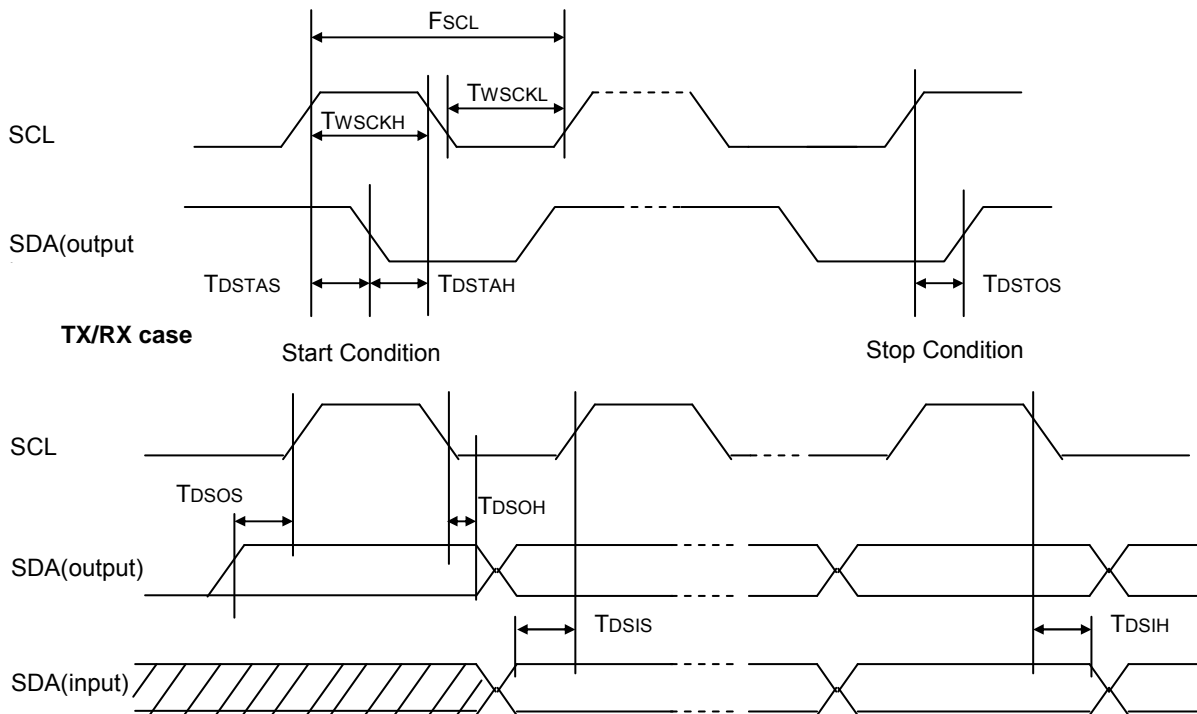 FSCL
TWSCKL
SCL
TWSCKH
SDA(output
TDSTAS
TDSTAH
TDSTOS
TX/RX case
Start Condition
Stop Condition
SCL
TDSOS
TDSOH
SDA(output)
TDSIS
TDSIH
SDA(input)